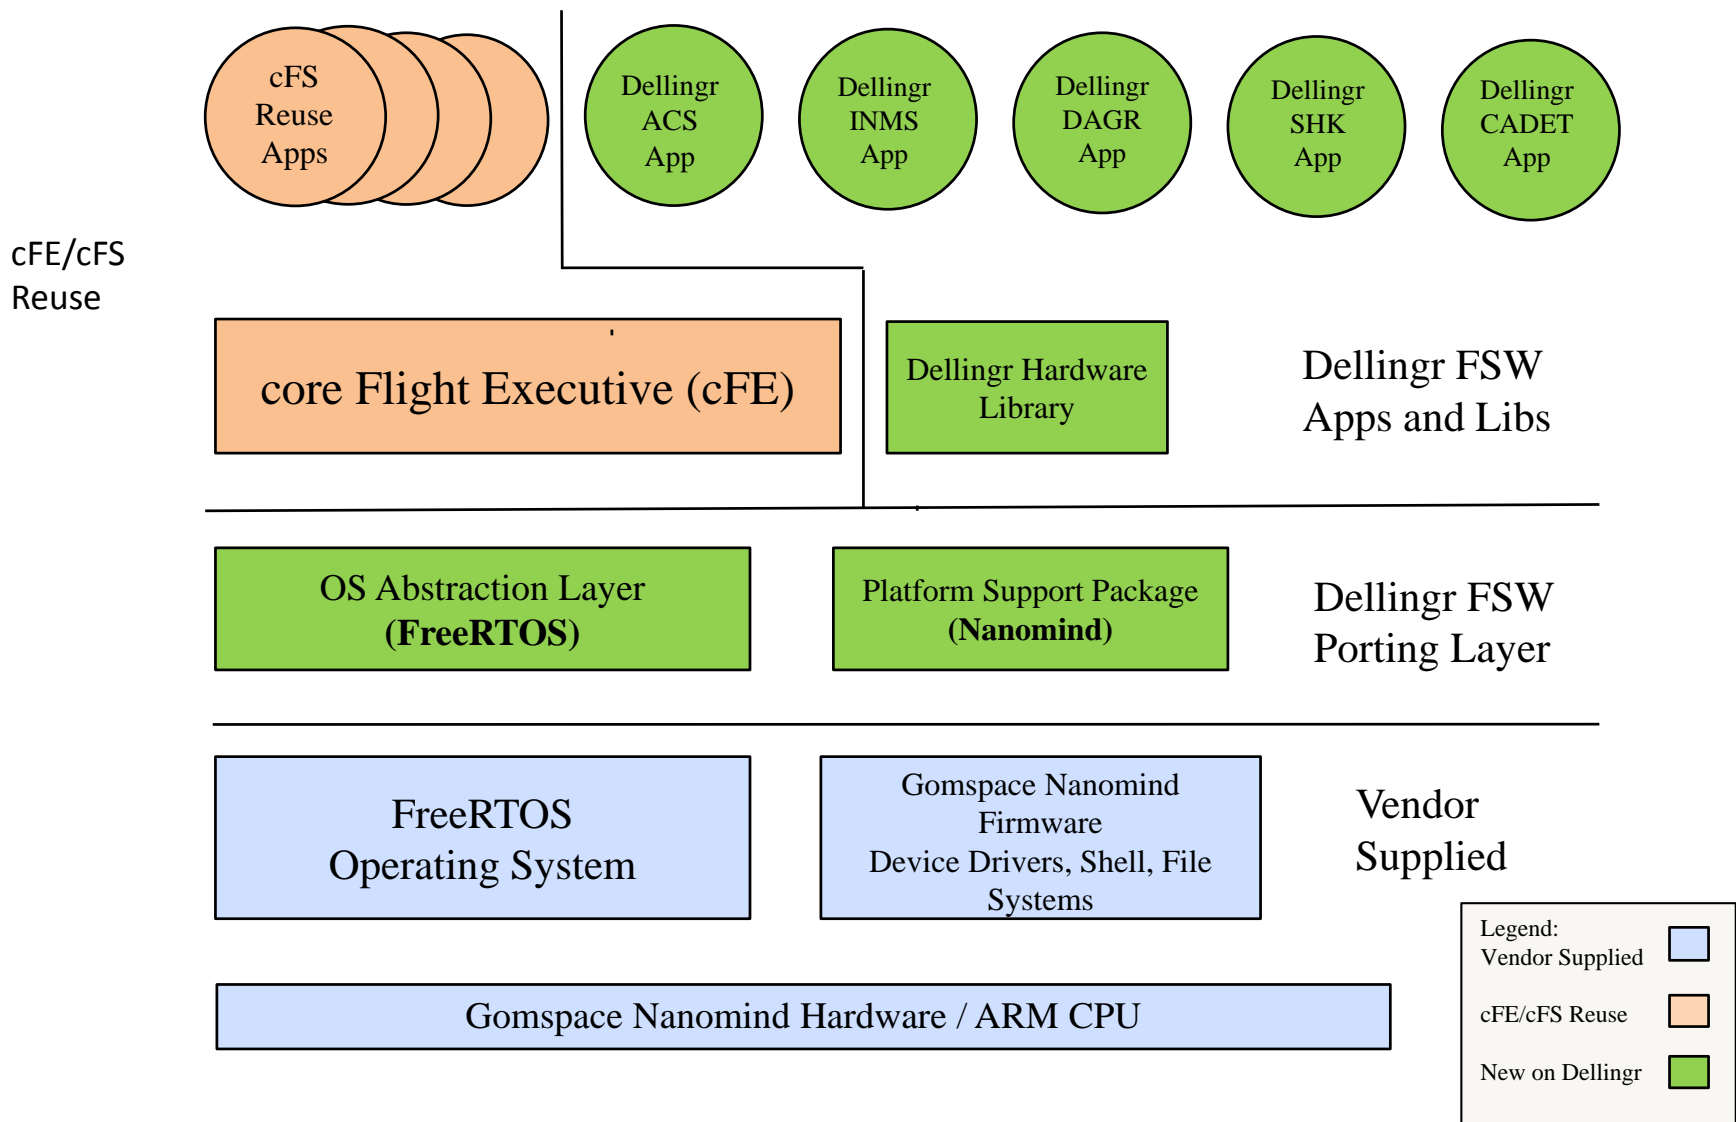 cFS
Reuse
Apps
Dellingr
ACS
App
Dellingr
INMS
App
Dellingr
DAGR
App
Dellingr
SHK
App
Dellingr
CADET
App
cFE/cFS
Reuse
core Flight Executive (cFE)
Dellingr Hardware
Library
Dellingr FSW
Apps and Libs
OS Abstraction Layer
(FreeRTOS)
Platform Support Package
(Nanomind)
Dellingr FSW
Porting Layer
FreeRTOS
Operating System
Gomspace Nanomind
Firmware
Device Drivers, Shell, File
Systems
Vendor
Supplied
Gomspace Nanomind Hardware / ARM CPU
Legend:
Vendor Supplied
cFE/cFS Reuse
New on Dellingr